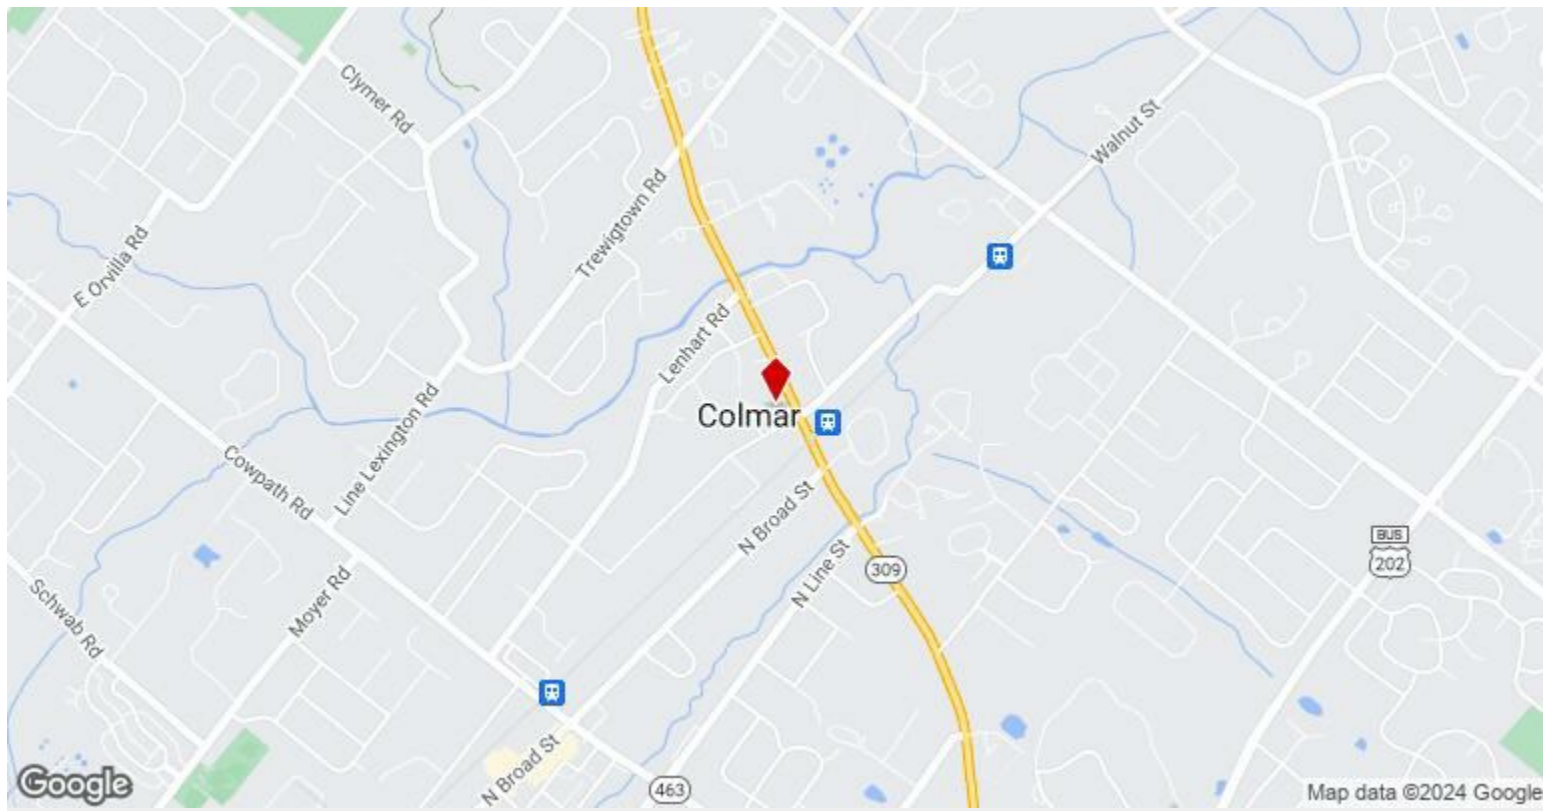 Clymer Rd
Walnut St
Trewigtown Rd
E Orvilla Rd
Lenhart Rd
Colmar
Line Lexington Rd
Cowpath Rd
N Broad St
BUS
202
309
N Line St
Schwab Rd
Moyer Rd
N Broad St
463
Google
Map data ©2024 Google